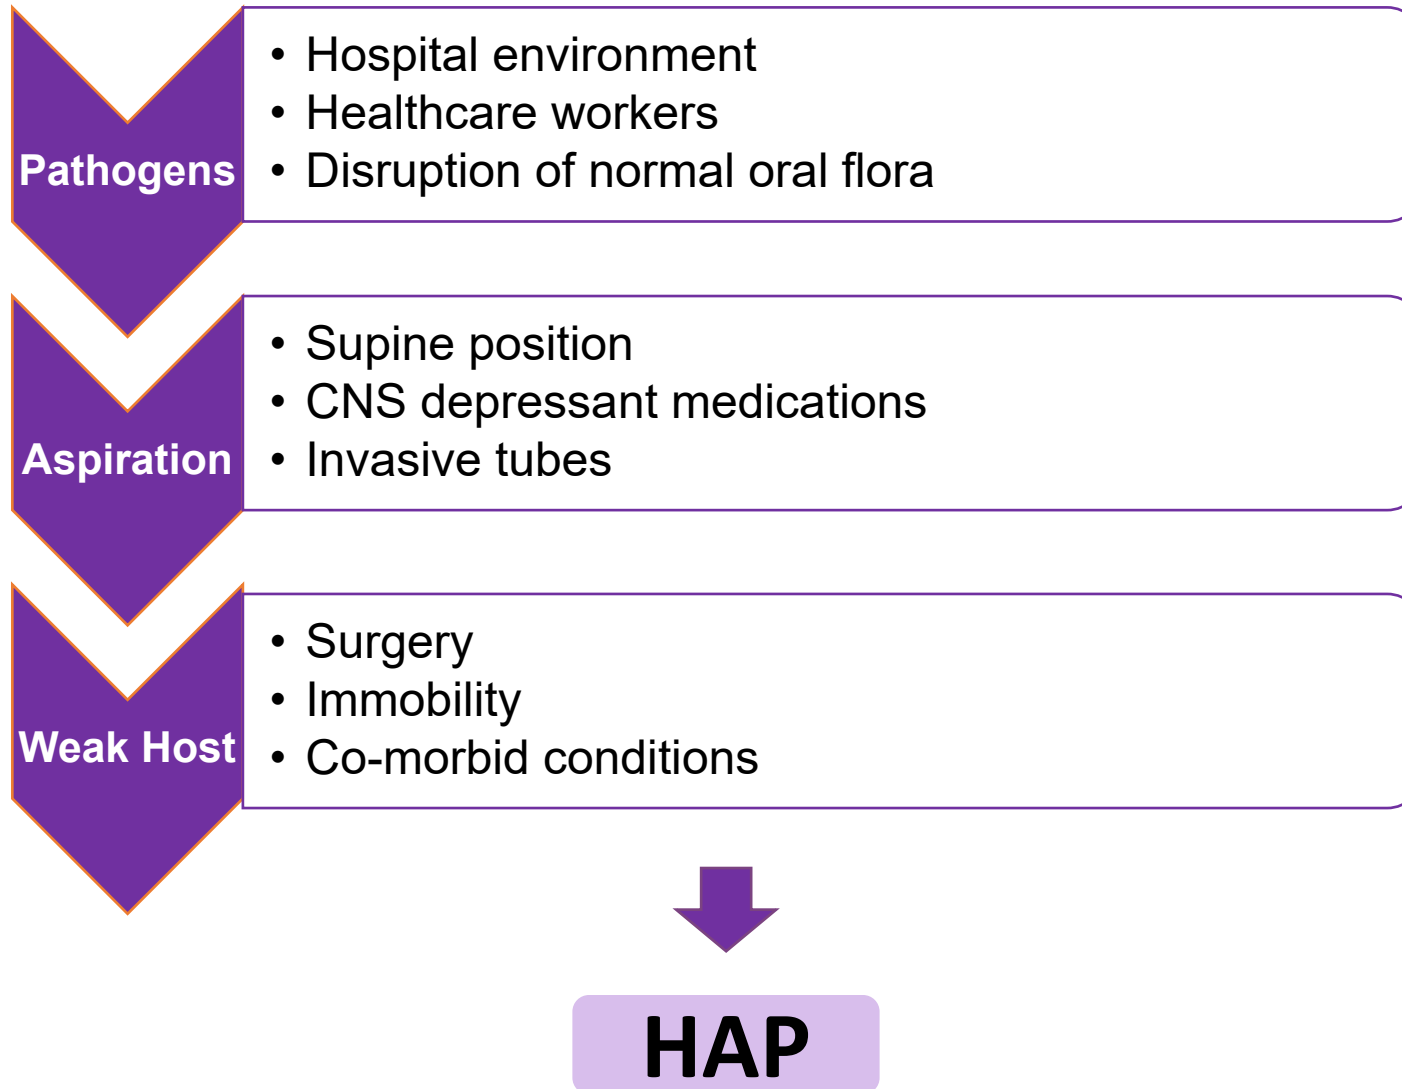 Pathogens
• Hospital environment
• Healthcare workers
• Disruption of normal oral flora
Aspiration
• Supine position
• CNS depressant medications
• Invasive tubes
Weak Host
• Surgery
• Immobility
• Co-morbid conditions
HAP